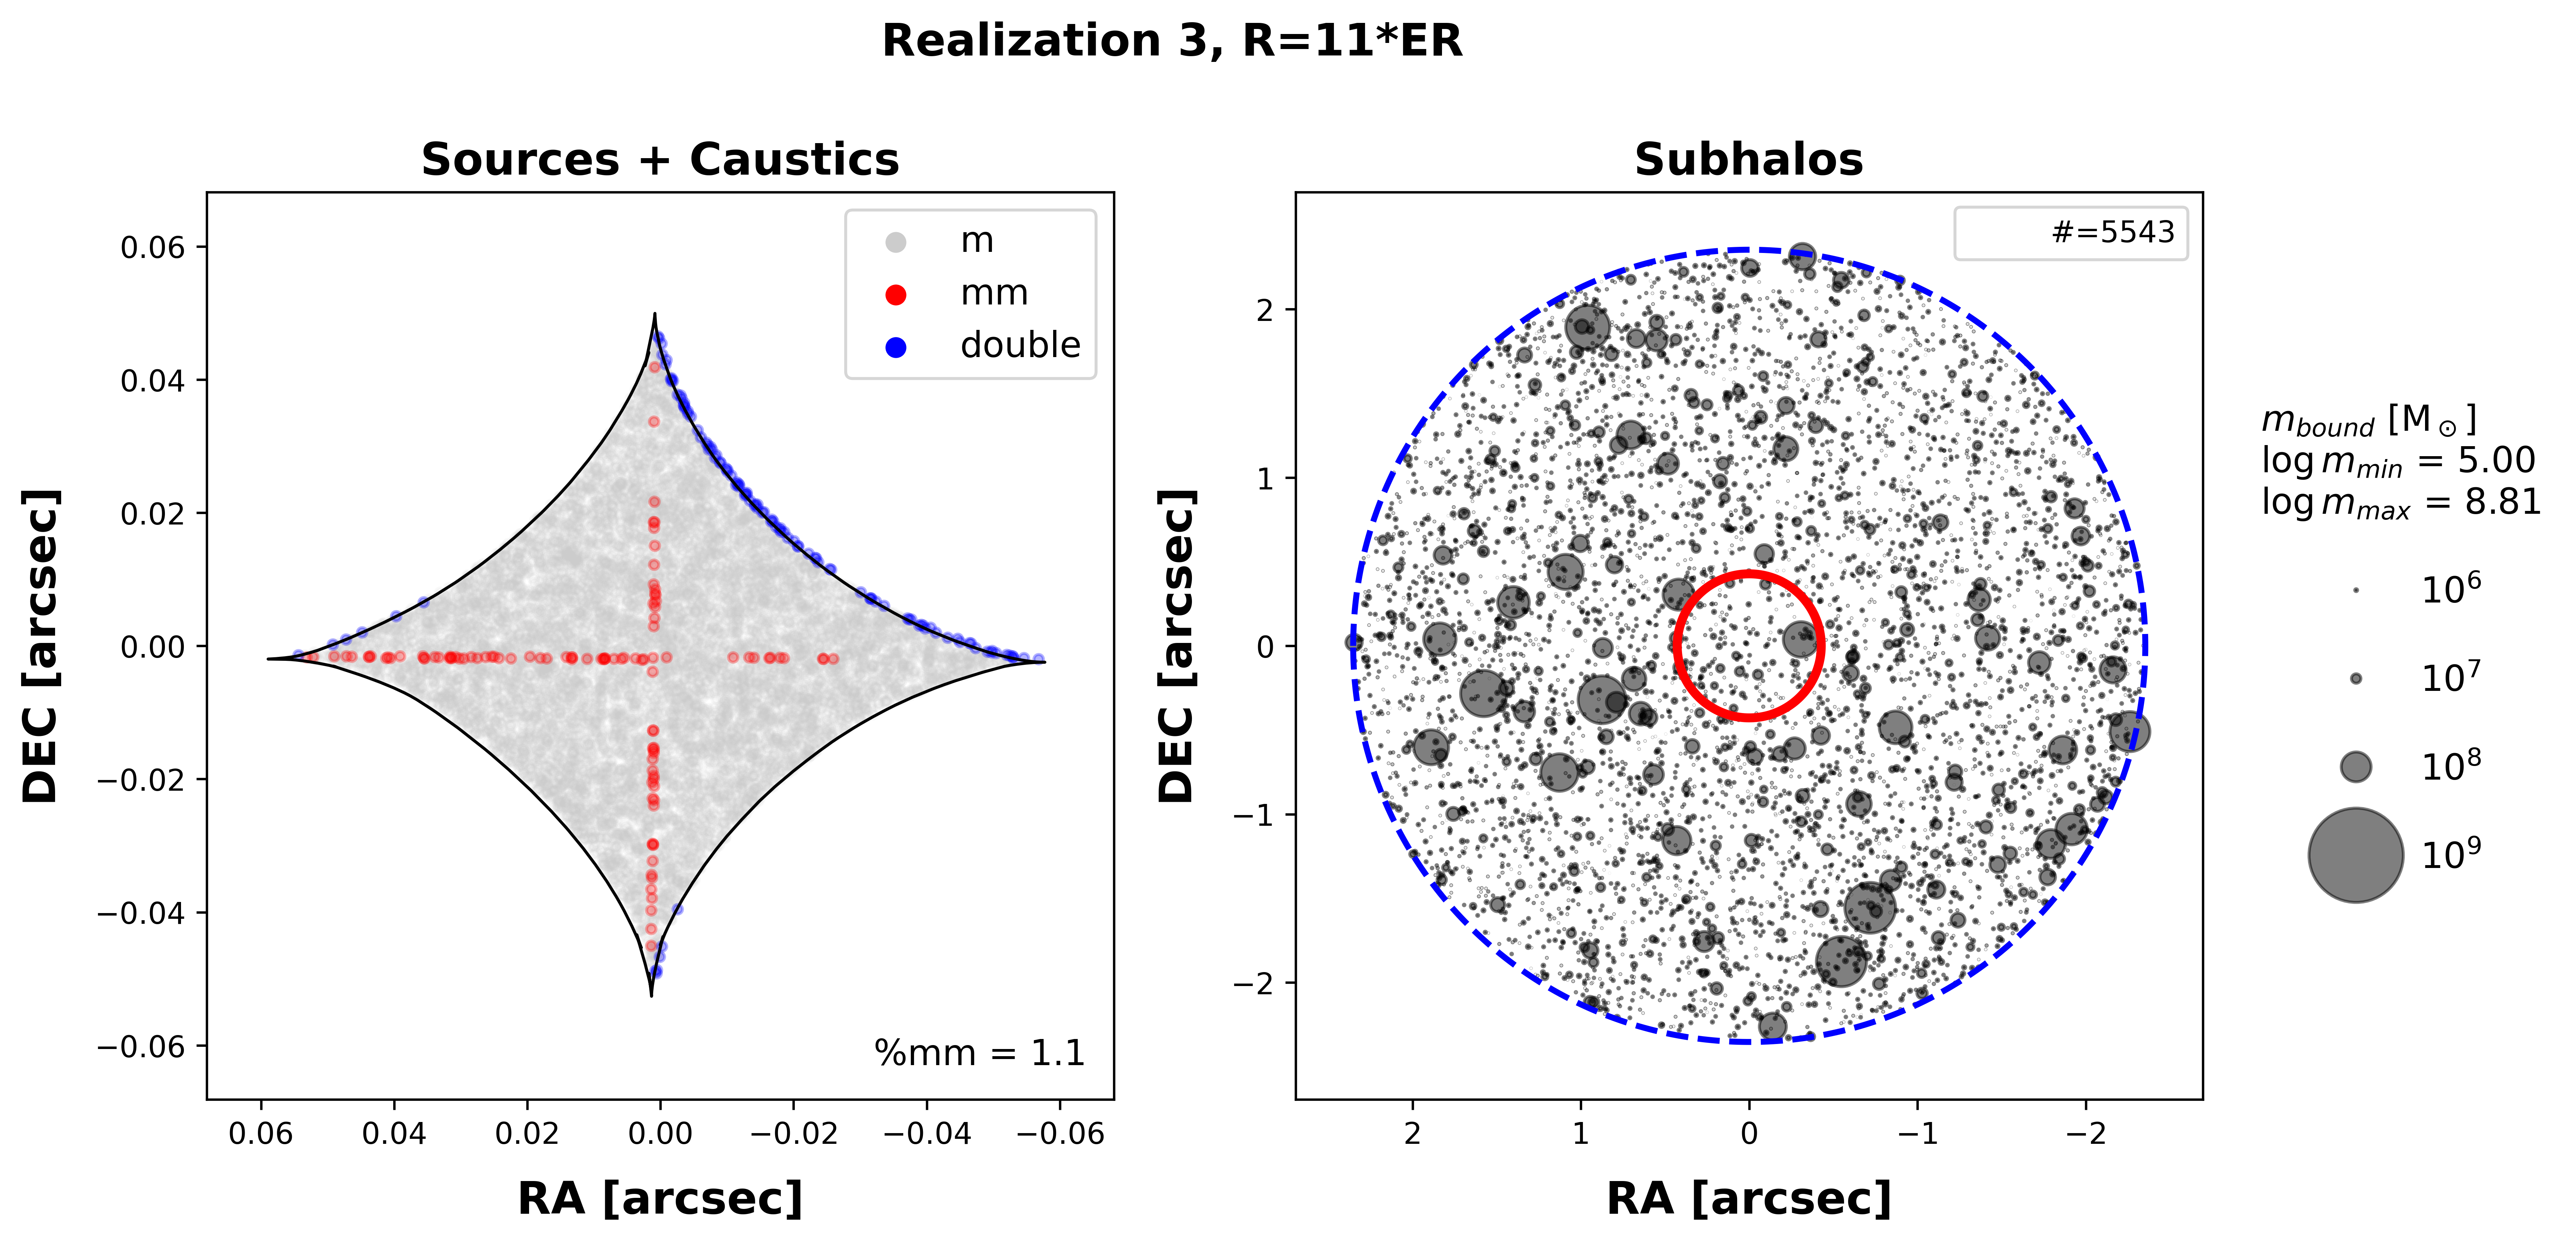 Realization 3, R=11*ER
Sources + Caustics
m
mm
double
0.06
0.04
0.02
0.00
−0.02
−0.04
−0.06
DEC [arcsec]
%mm = 1.1
0.06
0.04
0.02
0.00
−0.02
−0.04
−0.06
RA [arcsec]
Subhalos
#=5543
2
1
0
−1
−2
DEC [arcsec]
2
1
0
−1
−2
RA [arcsec]
m_bound [M_⊙]
log m_min = 5.00
log m_max = 8.81
10^6
10^7
10^8
10^9